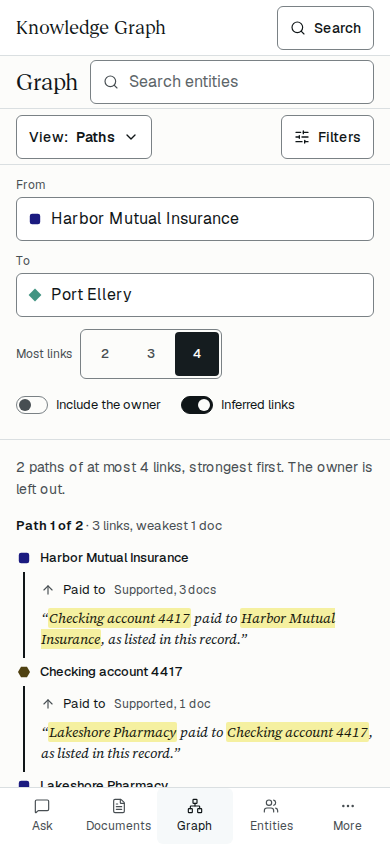 Knowledge Graph
Search
Graph
Search entities
View: Paths
Filters
From
Harbor Mutual Insurance
To
Port Ellery
Most links
2
3
4
Include the owner
Inferred links
2 paths of at most 4 links, strongest first. The owner is
left out.
Path 1 of 2 · 3 links, weakest 1 doc
Harbor Mutual Insurance
Paid to Supported, 3 docs
“Checking account 4417 paid to Harbor Mutual
Insurance, as listed in this record.”
Checking account 4417
Paid to Supported, 1 doc
“Lakeshore Pharmacy paid to Checking account 4417,
as listed in this record.”
Lakeshore Pharmacy
Ask
Documents
Graph
Entities
More